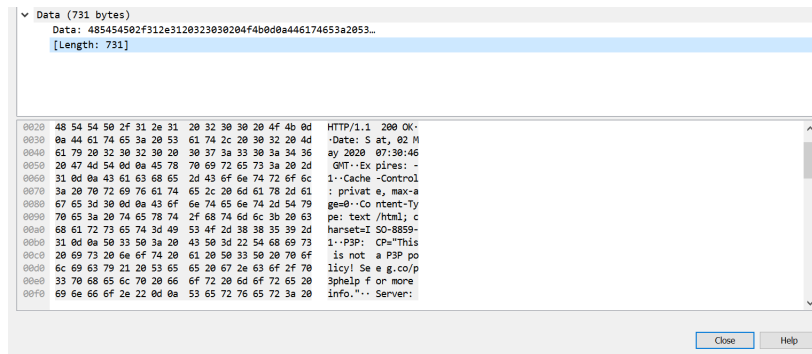 Data (731 bytes)
Data: 485454502f312e3120323030204f4b0d0a446174653a2053…
[Length: 731]
0020 48 54 54 50 2f 31 2e 31 20 32 30 30 20 4f 4b 0d HTTP/1.1 200 OK·
0030 0a 44 61 74 65 3a 20 53 61 74 2c 20 30 32 20 4d ·Date: S at, 02 M
0040 61 79 20 32 30 32 30 20 30 37 3a 33 30 3a 34 36 ay 2020 07:30:46
0050 20 47 4d 54 0d 0a 45 78 70 69 72 65 73 3a 20 2d GMT··Ex pires: -
0060 31 0d 0a 43 61 63 68 65 2d 43 6f 6e 74 72 6f 6c 1··Cache -Control
0070 3a 20 70 72 69 76 61 74 65 2c 20 6d 61 78 2d 61 : privat e, max-a
0080 67 65 3d 30 0d 0a 43 6f 6e 74 65 6e 74 2d 54 79 ge=0··Co ntent-Ty
0090 70 65 3a 20 74 65 78 74 2f 68 74 6d 6c 3b 20 63 pe: text /html; c
00a0 68 61 72 73 65 74 3d 49 53 4f 2d 38 38 35 39 2d harset=I SO-8859-
00b0 31 0d 0a 50 33 50 3a 20 43 50 3d 22 54 68 69 73 1··P3P: CP="This
00c0 20 69 73 20 6e 6f 74 20 61 20 50 33 50 20 70 6f is not a P3P po
00d0 6c 69 63 79 21 20 53 65 65 20 67 2e 63 6f 2f 70 licy! Se e g.co/p
00e0 33 70 68 65 6c 70 20 66 6f 72 20 6d 6f 72 65 20 3phelp f or more
00f0 69 6e 66 6f 2e 22 0d 0a 53 65 72 76 65 72 3a 20 info."·· Server:
Close Help